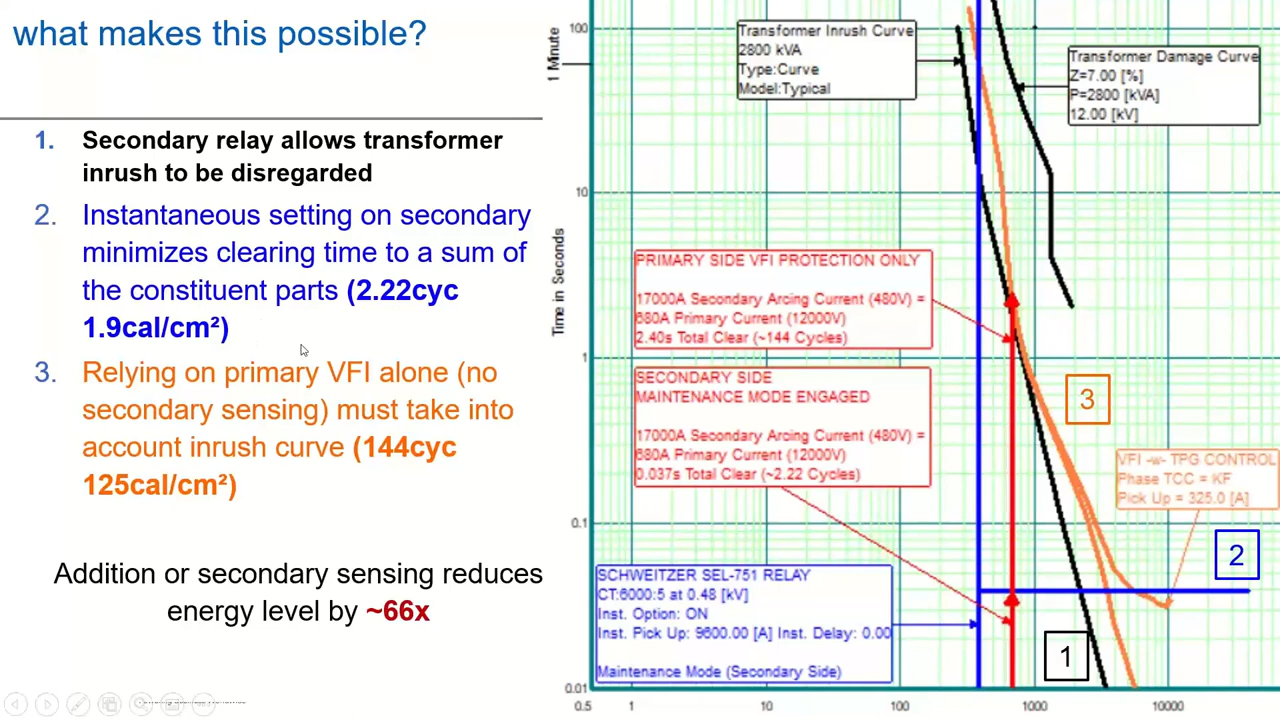 what makes this possible?
1. Secondary relay allows transformer
inrush to be disregarded
2. Instantaneous setting on secondary
minimizes clearing time to a sum of
the constituent parts (2.22cyc
1.9cal/cm²)
3. Relying on primary VFI alone (no
secondary sensing) must take into
account inrush curve (144cyc
125cal/cm²)
Addition or secondary sensing reduces
energy level by ~66x
Transformer Inrush Curve
2800 kVA
Type:Curve
Model:Typical
Transformer Damage Curve
Z=7.00 [%]
P=2800 [kVA]
12.00 [kV]
PRIMARY SIDE VFI PROTECTION ONLY
17000A Secondary Arcing Current (480V) =
680A Primary Current (12000V)
2.40s Total Clear (~144 Cycles)
SECONDARY SIDE
MAINTENANCE MODE ENGAGED
17000A Secondary Arcing Current (480V) =
680A Primary Current (12000V)
0.037s Total Clear (~2.22 Cycles)
3
VFI -w- TPG CONTROL
Phase TCC = KF
Pick Up = 325.0 [A]
2
SCHWEITZER SEL-751 RELAY
CT:6000:5 at 0.48 [kV]
Inst. Option: ON
Inst. Pick Up: 9600.00 [A] Inst. Delay: 0.00
Maintenance Mode (Secondary Side)
1
1 Minute
Time in Seconds
100
10
1
0.1
0.01
0.5 1 10 100 1000 10000